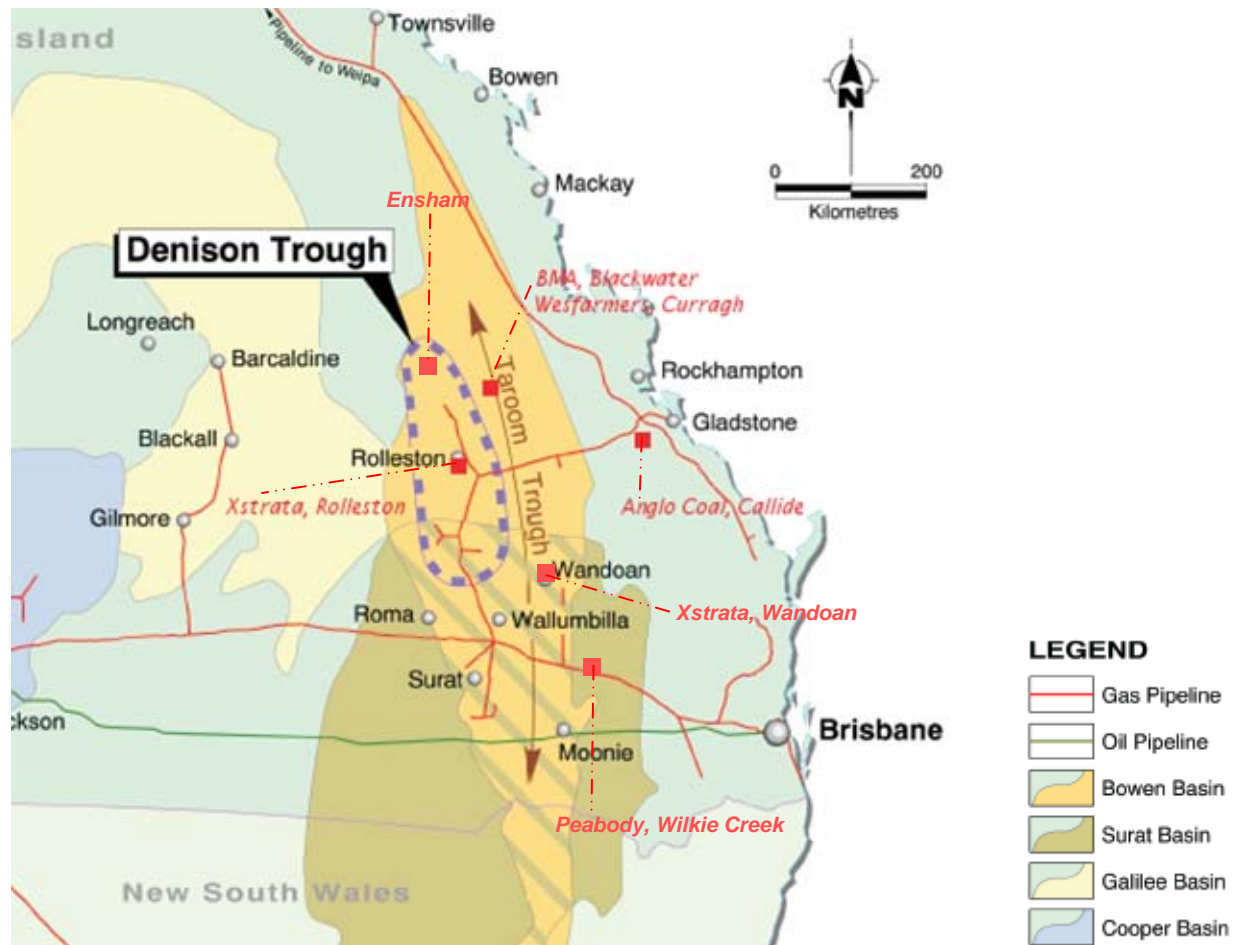 sland
Townsville
Pipeline to Weipa
Bowen
N
0 200
Kilometres
Mackay
Ensham
Denison Trough
BMA, Blackwater
Wesfarmers, Curragh
Longreach
Barcaldine
Taroom Trough
Rockhampton
Gladstone
Blackall
Rolleston
Xstrata, Rolleston
Anglo Coal, Callide
Gilmore
Wandoan
Xstrata, Wandoan
Roma
Wallumbilla
Surat
ckson
Moonie
Brisbane
Peabody, Wilkie Creek
New South Wales
LEGEND
Gas Pipeline
Oil Pipeline
Bowen Basin
Surat Basin
Galilee Basin
Cooper Basin